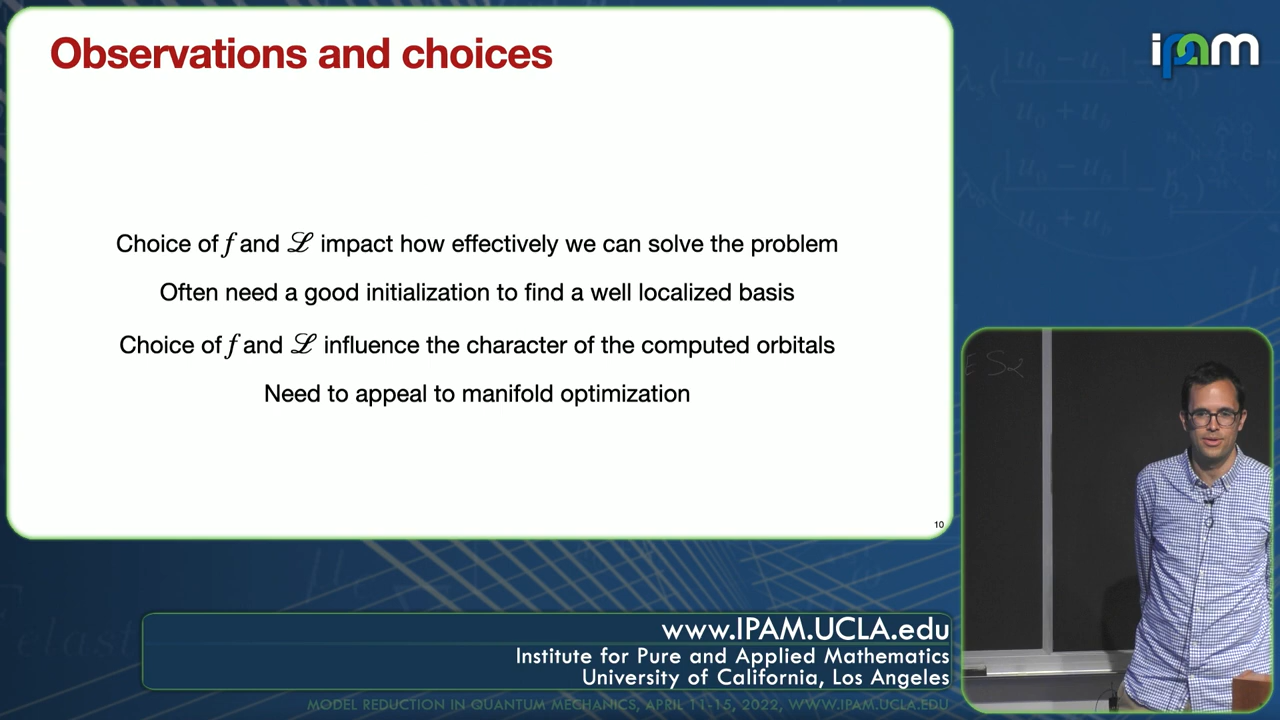 Observations and choices
ipam
Choice of f and ℒ impact how effectively we can solve the problem
Often need a good initialization to find a well localized basis
Choice of f and ℒ influence the character of the computed orbitals
Need to appeal to manifold optimization
10
www.IPAM.UCLA.edu
Institute for Pure and Applied Mathematics
University of California, Los Angeles
MODEL REDUCTION IN QUANTUM MECHANICS, APRIL 11-15, 2022, WWW.IPAM.UCLA.EDU